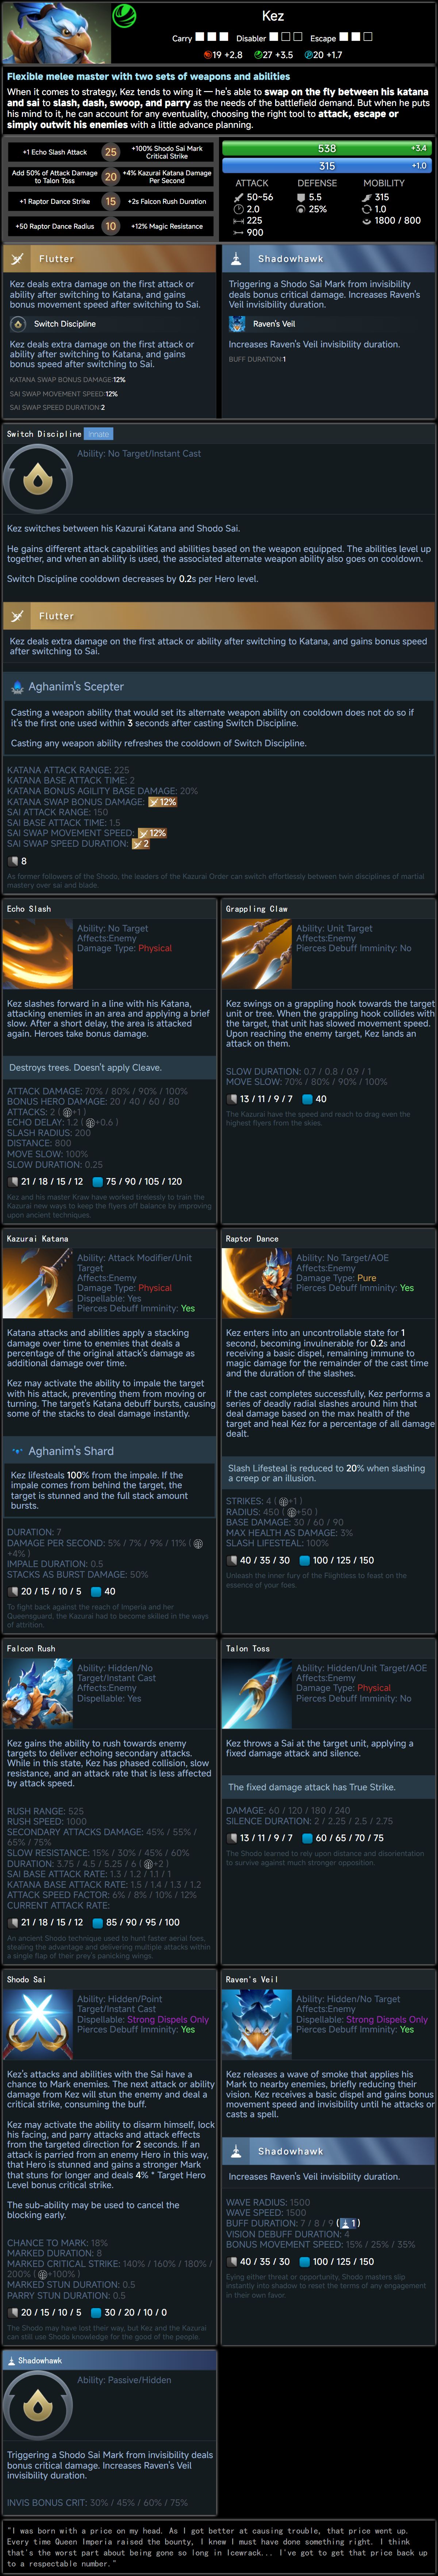 Kez
Carry Disabler Escape
19 +2.8 27 +3.5 20 +1.7
Flexible melee master with two sets of weapons and abilities
When it comes to strategy, Kez tends to wing it — he's able to swap on the fly between his katana
and sai to slash, dash, swoop, and parry as the needs of the battlefield demand. But when he puts
his mind to it, he can account for any eventuality, choosing the right tool to attack, escape or
simply outwit his enemies with a little advance planning.
+1 Echo Slash Attack 25 +100% Shodo Sai Mark
Critical Strike
Add 50% of Attack Damage
to Talon Toss 20 +4% Kazurai Katana Damage
Per Second
+1 Raptor Dance Strike 15 +2s Falcon Rush Duration
+50 Raptor Dance Radius 10 +12% Magic Resistance
538 +3.4
315 +1.0
ATTACK DEFENSE MOBILITY
50~56 5.5 315
2.0 25% 1.0
225 1800 / 800
900
Flutter
Kez deals extra damage on the first attack or
ability after switching to Katana, and gains
bonus movement speed after switching to Sai.
Switch Discipline
Kez deals extra damage on the first attack or
ability after switching to Katana, and gains
bonus speed after switching to Sai.
KATANA SWAP BONUS DAMAGE:12%
SAI SWAP MOVEMENT SPEED:12%
SAI SWAP SPEED DURATION:2
Shadowhawk
Triggering a Shodo Sai Mark from invisibility
deals bonus critical damage. Increases Raven's
Veil invisibility duration.
Raven's Veil
Increases Raven's Veil invisibility duration.
BUFF DURATION:1
Switch Discipline Innate
Ability: No Target/Instant Cast
Kez switches between his Kazurai Katana and Shodo Sai.
He gains different attack capabilities and abilities based on the weapon equipped. The abilities level up
together, and when an ability is used, the associated alternate weapon ability also goes on cooldown.
Switch Discipline cooldown decreases by 0.2s per Hero level.
Flutter
Kez deals extra damage on the first attack or ability after switching to Katana, and gains bonus speed
after switching to Sai.
Aghanim's Scepter
Casting a weapon ability that would set its alternate weapon ability on cooldown does not do so if
it's the first one used within 3 seconds after casting Switch Discipline.
Casting any weapon ability refreshes the cooldown of Switch Discipline.
KATANA ATTACK RANGE: 225
KATANA BASE ATTACK TIME: 2
KATANA BONUS AGILITY BASE DAMAGE: 20%
KATANA SWAP BONUS DAMAGE: 12%
SAI ATTACK RANGE: 150
SAI BASE ATTACK TIME: 1.5
SAI SWAP MOVEMENT SPEED: 12%
SAI SWAP SPEED DURATION: 2
8
As former followers of the Shodo, the leaders of the Kazurai Order can switch effortlessly between twin disciplines of martial
mastery over sai and blade.
Echo Slash
Ability: No Target
Affects:Enemy
Damage Type: Physical
Kez slashes forward in a line with his Katana,
attacking enemies in an area and applying a brief
slow. After a short delay, the area is attacked
again. Heroes take bonus damage.
Destroys trees. Doesn't apply Cleave.
ATTACK DAMAGE: 70% / 80% / 90% / 100%
BONUS HERO DAMAGE: 20 / 40 / 60 / 80
ATTACKS: 2 ( +1 )
ECHO DELAY: 1.2 ( +0.6 )
SLASH RADIUS: 200
DISTANCE: 800
MOVE SLOW: 100%
SLOW DURATION: 0.25
21 / 18 / 15 / 12 75 / 90 / 105 / 120
Kez and his master Kraw have worked tirelessly to train the
Kazurai new ways to keep the flyers off balance by improving
upon ancient techniques.
Grappling Claw
Ability: Unit Target
Affects:Enemy
Pierces Debuff Imminity: No
Kez swings on a grappling hook towards the target
unit or tree. When the grappling hook collides with
the target, that unit has slowed movement speed.
Upon reaching the target enemy, Kez lands an
attack on them.
SLOW DURATION: 0.7 / 0.8 / 0.9 / 1
MOVE SLOW: 70% / 80% / 90% / 100%
13 / 11 / 9 / 7 40
The Kazurai have the speed and reach to drag even the
highest flyers from the skies.
Kazurai Katana
Ability: Attack Modifier/Unit
Target
Affects:Enemy
Damage Type: Physical
Dispellable: Yes
Pierces Debuff Imminity: Yes
Katana attacks and abilities apply a stacking
damage over time to enemies that deals a
percentage of the original attack's damage as
additional damage over time.
Kez may activate the ability to impale the target
with his attack, preventing them from moving or
turning. The target's Katana debuff bursts, causing
some of the stacks to deal damage instantly.
Aghanim's Shard
Kez lifesteals 100% from the impale. If the
impale comes from behind the target, the
target is stunned and the full stack amount
bursts.
DURATION: 7
DAMAGE PER SECOND: 5% / 7% / 9% / 11% (
+4% )
IMPALE DURATION: 0.5
STACKS AS BURST DAMAGE: 50%
20 / 15 / 10 / 5 40
To fight back against the reach of Imperia and her
Queensguard, the Kazurai had to become skilled in the ways
of attrition.
Raptor Dance
Ability: No Target/AOE
Affects:Enemy
Damage Type: Pure
Pierces Debuff Imminity: Yes
Kez enters into an uncontrollable state for 1
second, becoming invulnerable for 0.2s and
receiving a basic dispel, remaining immune to
magic damage for the remainder of the cast time
and the duration of the slashes.
If the cast completes successfully, Kez performs a
series of deadly radial slashes around him that
deal damage based on the max health of the
target and heal Kez for a percentage of all damage
dealt.
Slash Lifesteal is reduced to 20% when slashing
a creep or an illusion.
STRIKES: 4 ( +1 )
RADIUS: 450 ( +50 )
BASE DAMAGE: 30 / 60 / 90
MAX HEALTH AS DAMAGE: 3%
SLASH LIFESTEAL: 100%
40 / 35 / 30 100 / 125 / 150
Unleash the inner fury of the Flightless to feast on the
essence of your foes.
Falcon Rush
Ability: Hidden/No
Target/Instant Cast
Affects:Enemy
Dispellable: Yes
Kez gains the ability to rush towards enemy
targets to deliver echoing secondary attacks.
While in this state, Kez has phased collision, slow
resistance, and an attack rate that is less affected
by attack speed.
RUSH RANGE: 525
RUSH SPEED: 1000
SECONDARY ATTACKS DAMAGE: 45% / 55% /
65% / 75%
SLOW RESISTANCE: 15% / 30% / 45% / 60%
DURATION: 3.75 / 4.5 / 5.25 / 6 ( +2 )
SAI BASE ATTACK RATE: 1.3 / 1.2 / 1.1 / 1
KATANA BASE ATTACK RATE: 1.5 / 1.4 / 1.3 / 1.2
ATTACK SPEED FACTOR: 6% / 8% / 10% / 12%
CURRENT ATTACK RATE:
21 / 18 / 15 / 12 85 / 90 / 95 / 100
An ancient Shodo technique used to hunt faster aerial foes,
stealing the advantage and delivering multiple attacks within
a single flap of their prey's panicking wings.
Talon Toss
Ability: Hidden/Unit Target/AOE
Affects:Enemy
Damage Type: Physical
Pierces Debuff Imminity: No
Kez throws a Sai at the target unit, applying a
fixed damage attack and silence.
The fixed damage attack has True Strike.
DAMAGE: 60 / 120 / 180 / 240
SILENCE DURATION: 2 / 2.25 / 2.5 / 2.75
13 / 11 / 9 / 7 60 / 65 / 70 / 75
The Shodo learned to rely upon distance and disorientation
to survive against much stronger opposition.
Shodo Sai
Ability: Hidden/Point
Target/Instant Cast
Dispellable: Strong Dispels Only
Pierces Debuff Imminity: Yes
Kez's attacks and abilities with the Sai have a
chance to Mark enemies. The next attack or ability
damage from Kez will stun the enemy and deal a
critical strike, consuming the buff.
Kez may activate the ability to disarm himself, lock
his facing, and parry attacks and attack effects
from the targeted direction for 2 seconds. If an
attack is parried from an enemy Hero in this way,
that Hero is stunned and gains a stronger Mark
that stuns for longer and deals 4% * Target Hero
Level bonus critical strike.
The sub-ability may be used to cancel the
blocking early.
CHANCE TO MARK: 18%
MARKED DURATION: 8
MARKED CRITICAL STRIKE: 140% / 160% / 180% /
200% ( +100% )
MARKED STUN DURATION: 0.5
PARRY STUN DURATION: 0.5
20 / 15 / 10 / 5 30 / 20 / 10 / 0
The Shodo may have lost their way, but Kez and the Kazurai
can still use Shodo knowledge for the good of the people.
Raven's Veil
Ability: Hidden/No Target
Affects:Enemy
Dispellable: Strong Dispels Only
Pierces Debuff Imminity: Yes
Kez releases a wave of smoke that applies his
Mark to nearby enemies, briefly reducing their
vision. Kez receives a basic dispel and gains bonus
movement speed and invisibility until he attacks or
casts a spell.
Shadowhawk
Increases Raven's Veil invisibility duration.
WAVE RADIUS: 1500
WAVE SPEED: 1500
BUFF DURATION: 7 / 8 / 9 ( 1 )
VISION DEBUFF DURATION: 4
BONUS MOVEMENT SPEED: 15% / 25% / 35%
40 / 35 / 30 100 / 125 / 150
Eying either threat or opportunity, Shodo masters slip
instantly into shadow to reset the terms of any engagement
in their own favor.
Shadowhawk
Ability: Passive/Hidden
Triggering a Shodo Sai Mark from invisibility deals
bonus critical damage. Increases Raven's Veil
invisibility duration.
INVIS BONUS CRIT: 30% / 45% / 60% / 75%
"I was born with a price on my head. As I got better at causing trouble, that price went up.
Every time Queen Imperia raised the bounty, I knew I must have done something right. I think
that's the worst part about being gone so long in Icewrack... I've got to get that price back up
to a respectable number."